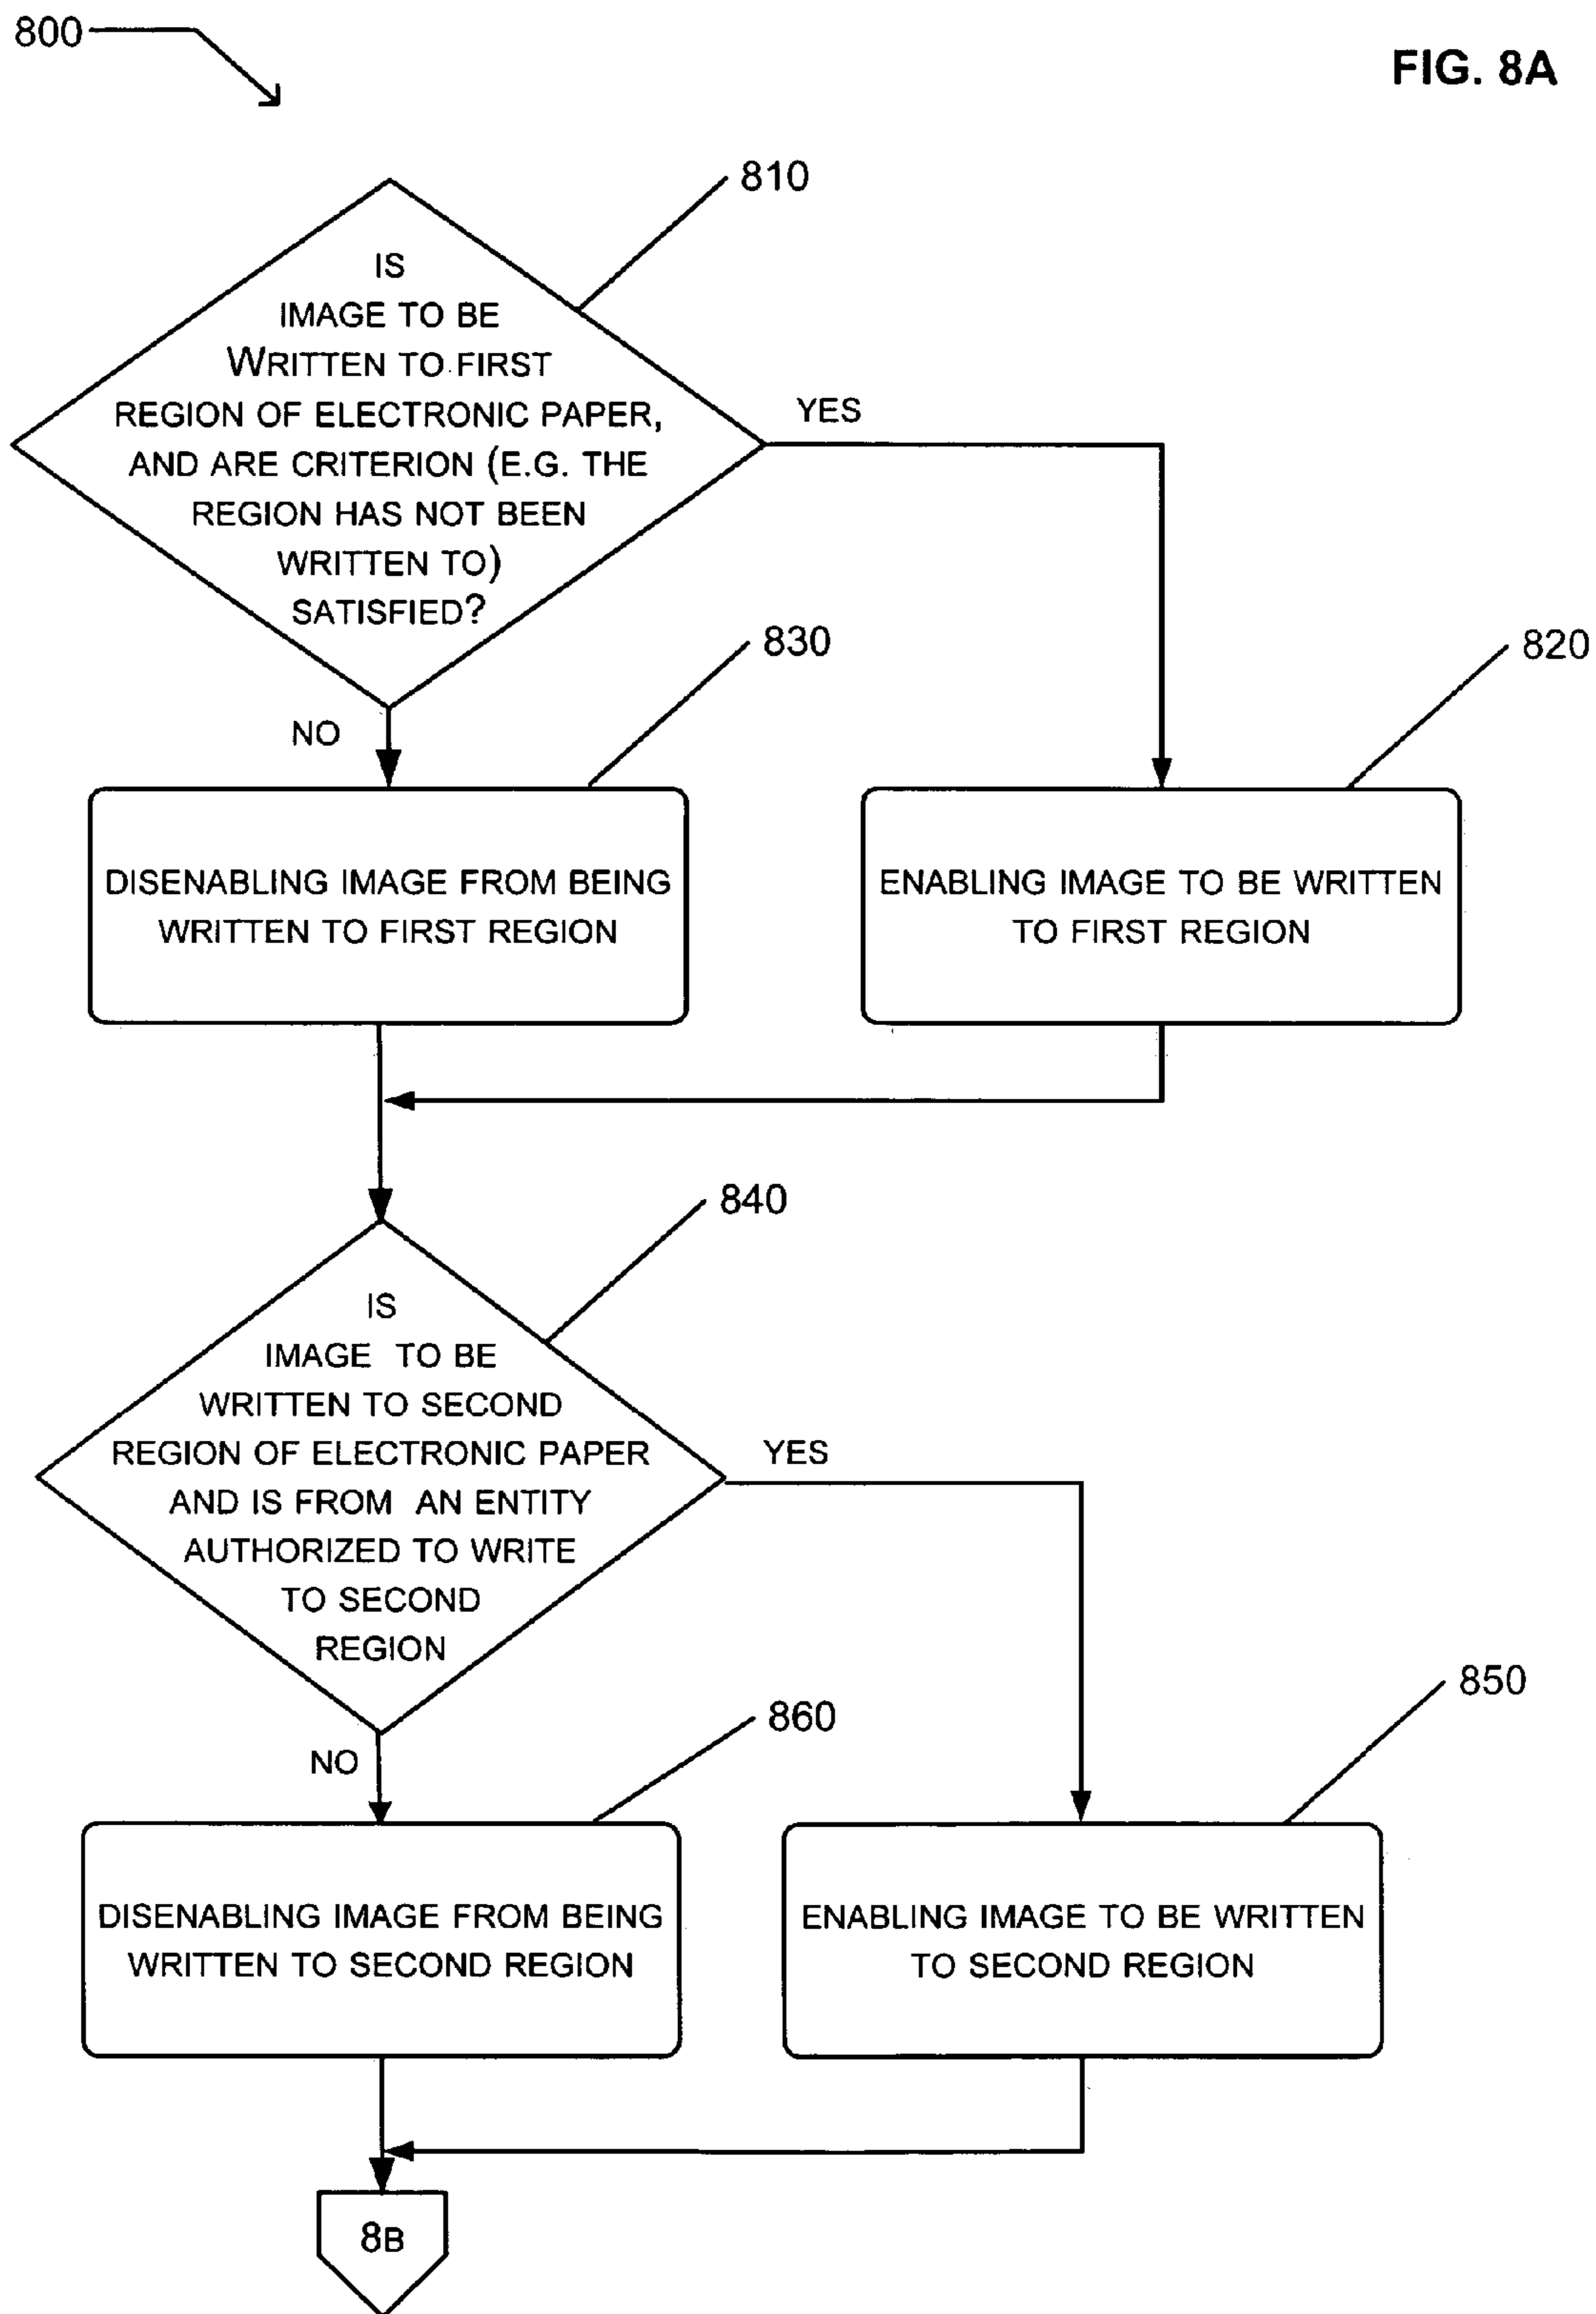 800
FIG. 8A
810
IS
IMAGE TO BE
WRITTEN TO FIRST
REGION OF ELECTRONIC PAPER,
AND ARE CRITERION (E.G. THE
REGION HAS NOT BEEN
WRITTEN TO)
SATISFIED?
YES
NO
830
820
DISENABLING IMAGE FROM BEING
WRITTEN TO FIRST REGION
ENABLING IMAGE TO BE WRITTEN
TO FIRST REGION
840
IS
IMAGE TO BE
WRITTEN TO SECOND
REGION OF ELECTRONIC PAPER
AND IS FROM AN ENTITY
AUTHORIZED TO WRITE
TO SECOND
REGION
YES
NO
860
850
DISENABLING IMAGE FROM BEING
WRITTEN TO SECOND REGION
ENABLING IMAGE TO BE WRITTEN
TO SECOND REGION
8B